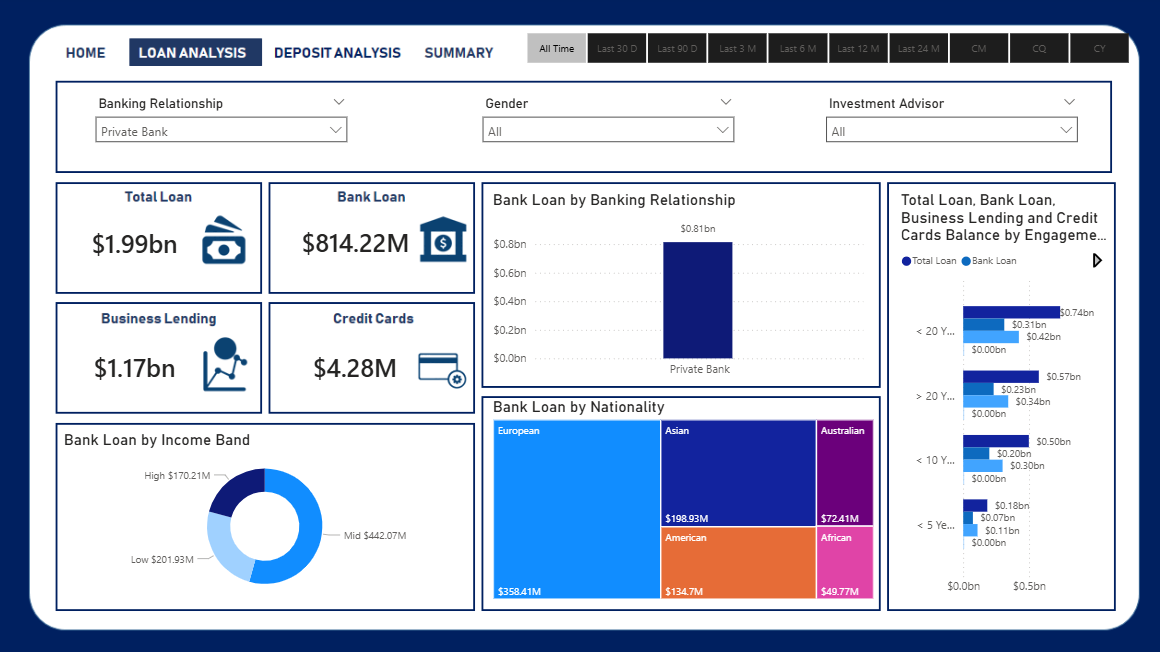 HOME
LOAN ANALYSIS
DEPOSIT ANALYSIS
SUMMARY
All Time
Last 30 D
Last 90 D
Last 3 M
Last 6 M
Last 12 M
Last 24 M
CM
CQ
CY
Banking Relationship
Private Bank
Gender
All
Investment Advisor
All
Total Loan
$1.99bn
Bank Loan
$814.22M
Business Lending
$1.17bn
Credit Cards
$4.28M
Bank Loan by Income Band
High $170.21M
Mid $442.07M
Low $201.93M
Bank Loan by Banking Relationship
$0.81bn
$0.8bn
$0.6bn
$0.4bn
$0.2bn
$0.0bn
Private Bank
Bank Loan by Nationality
European
$358.41M
Asian
$198.93M
Australian
$72.41M
American
$134.7M
African
$49.77M
Total Loan, Bank Loan,
Business Lending and Credit
Cards Balance by Engageme...
Total Loan
Bank Loan
< 20 Y...
$0.74bn
$0.31bn
$0.42bn
$0.00bn
> 20 Y...
$0.57bn
$0.23bn
$0.34bn
$0.00bn
< 10 Y...
$0.50bn
$0.20bn
$0.30bn
$0.00bn
< 5 Ye...
$0.18bn
$0.07bn
$0.11bn
$0.00bn
$0.0bn
$0.5bn